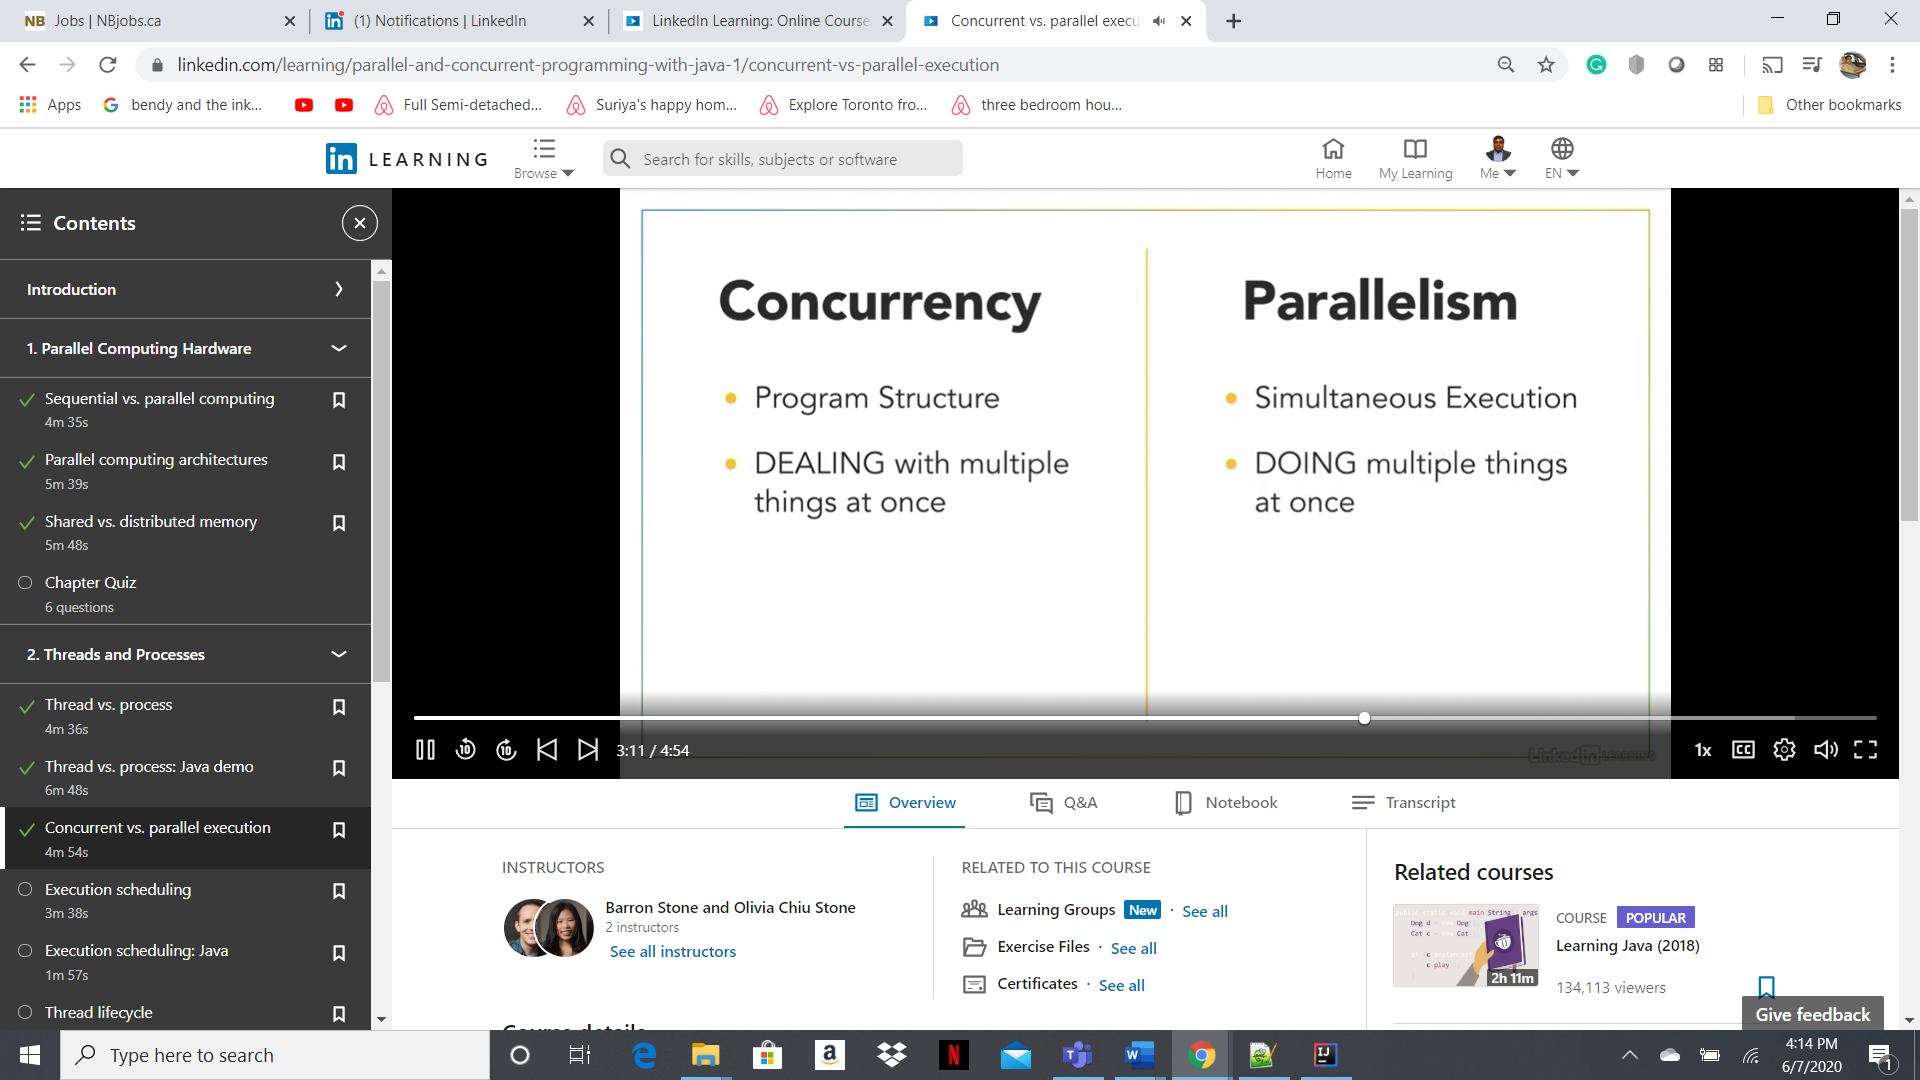 NB Jobs | NBjobs.ca
(1) Notifications | LinkedIn
LinkedIn Learning: Online Course
Concurrent vs. parallel execu
linkedin.com/learning/parallel-and-concurrent-programming-with-java-1/concurrent-vs-parallel-execution
Apps
bendy and the ink...
Full Semi-detached...
Suriya's happy hom...
Explore Toronto fro...
three bedroom hou...
Other bookmarks
in LEARNING
Browse
Search for skills, subjects or software
Home
My Learning
Me
EN
Contents
Introduction
1. Parallel Computing Hardware
Sequential vs. parallel computing
4m 35s
Parallel computing architectures
5m 39s
Shared vs. distributed memory
5m 48s
Chapter Quiz
6 questions
2. Threads and Processes
Thread vs. process
4m 36s
Thread vs. process: Java demo
6m 48s
Concurrent vs. parallel execution
4m 54s
Execution scheduling
3m 38s
Execution scheduling: Java
1m 57s
Thread lifecycle
Concurrency
• Program Structure
• DEALING with multiple
things at once
Parallelism
• Simultaneous Execution
• DOING multiple things
at once
10
10
3:11 / 4:54
LinkedIn LEARNING
1x
CC
Overview
Q&A
Notebook
Transcript
INSTRUCTORS
Barron Stone and Olivia Chiu Stone
2 instructors
See all instructors
RELATED TO THIS COURSE
Learning Groups New · See all
Exercise Files · See all
Certificates · See all
Course details
Related courses
2h 11m
COURSE POPULAR
Learning Java (2018)
134,113 viewers
Give feedback
Type here to search
4:14 PM
6/7/2020
1